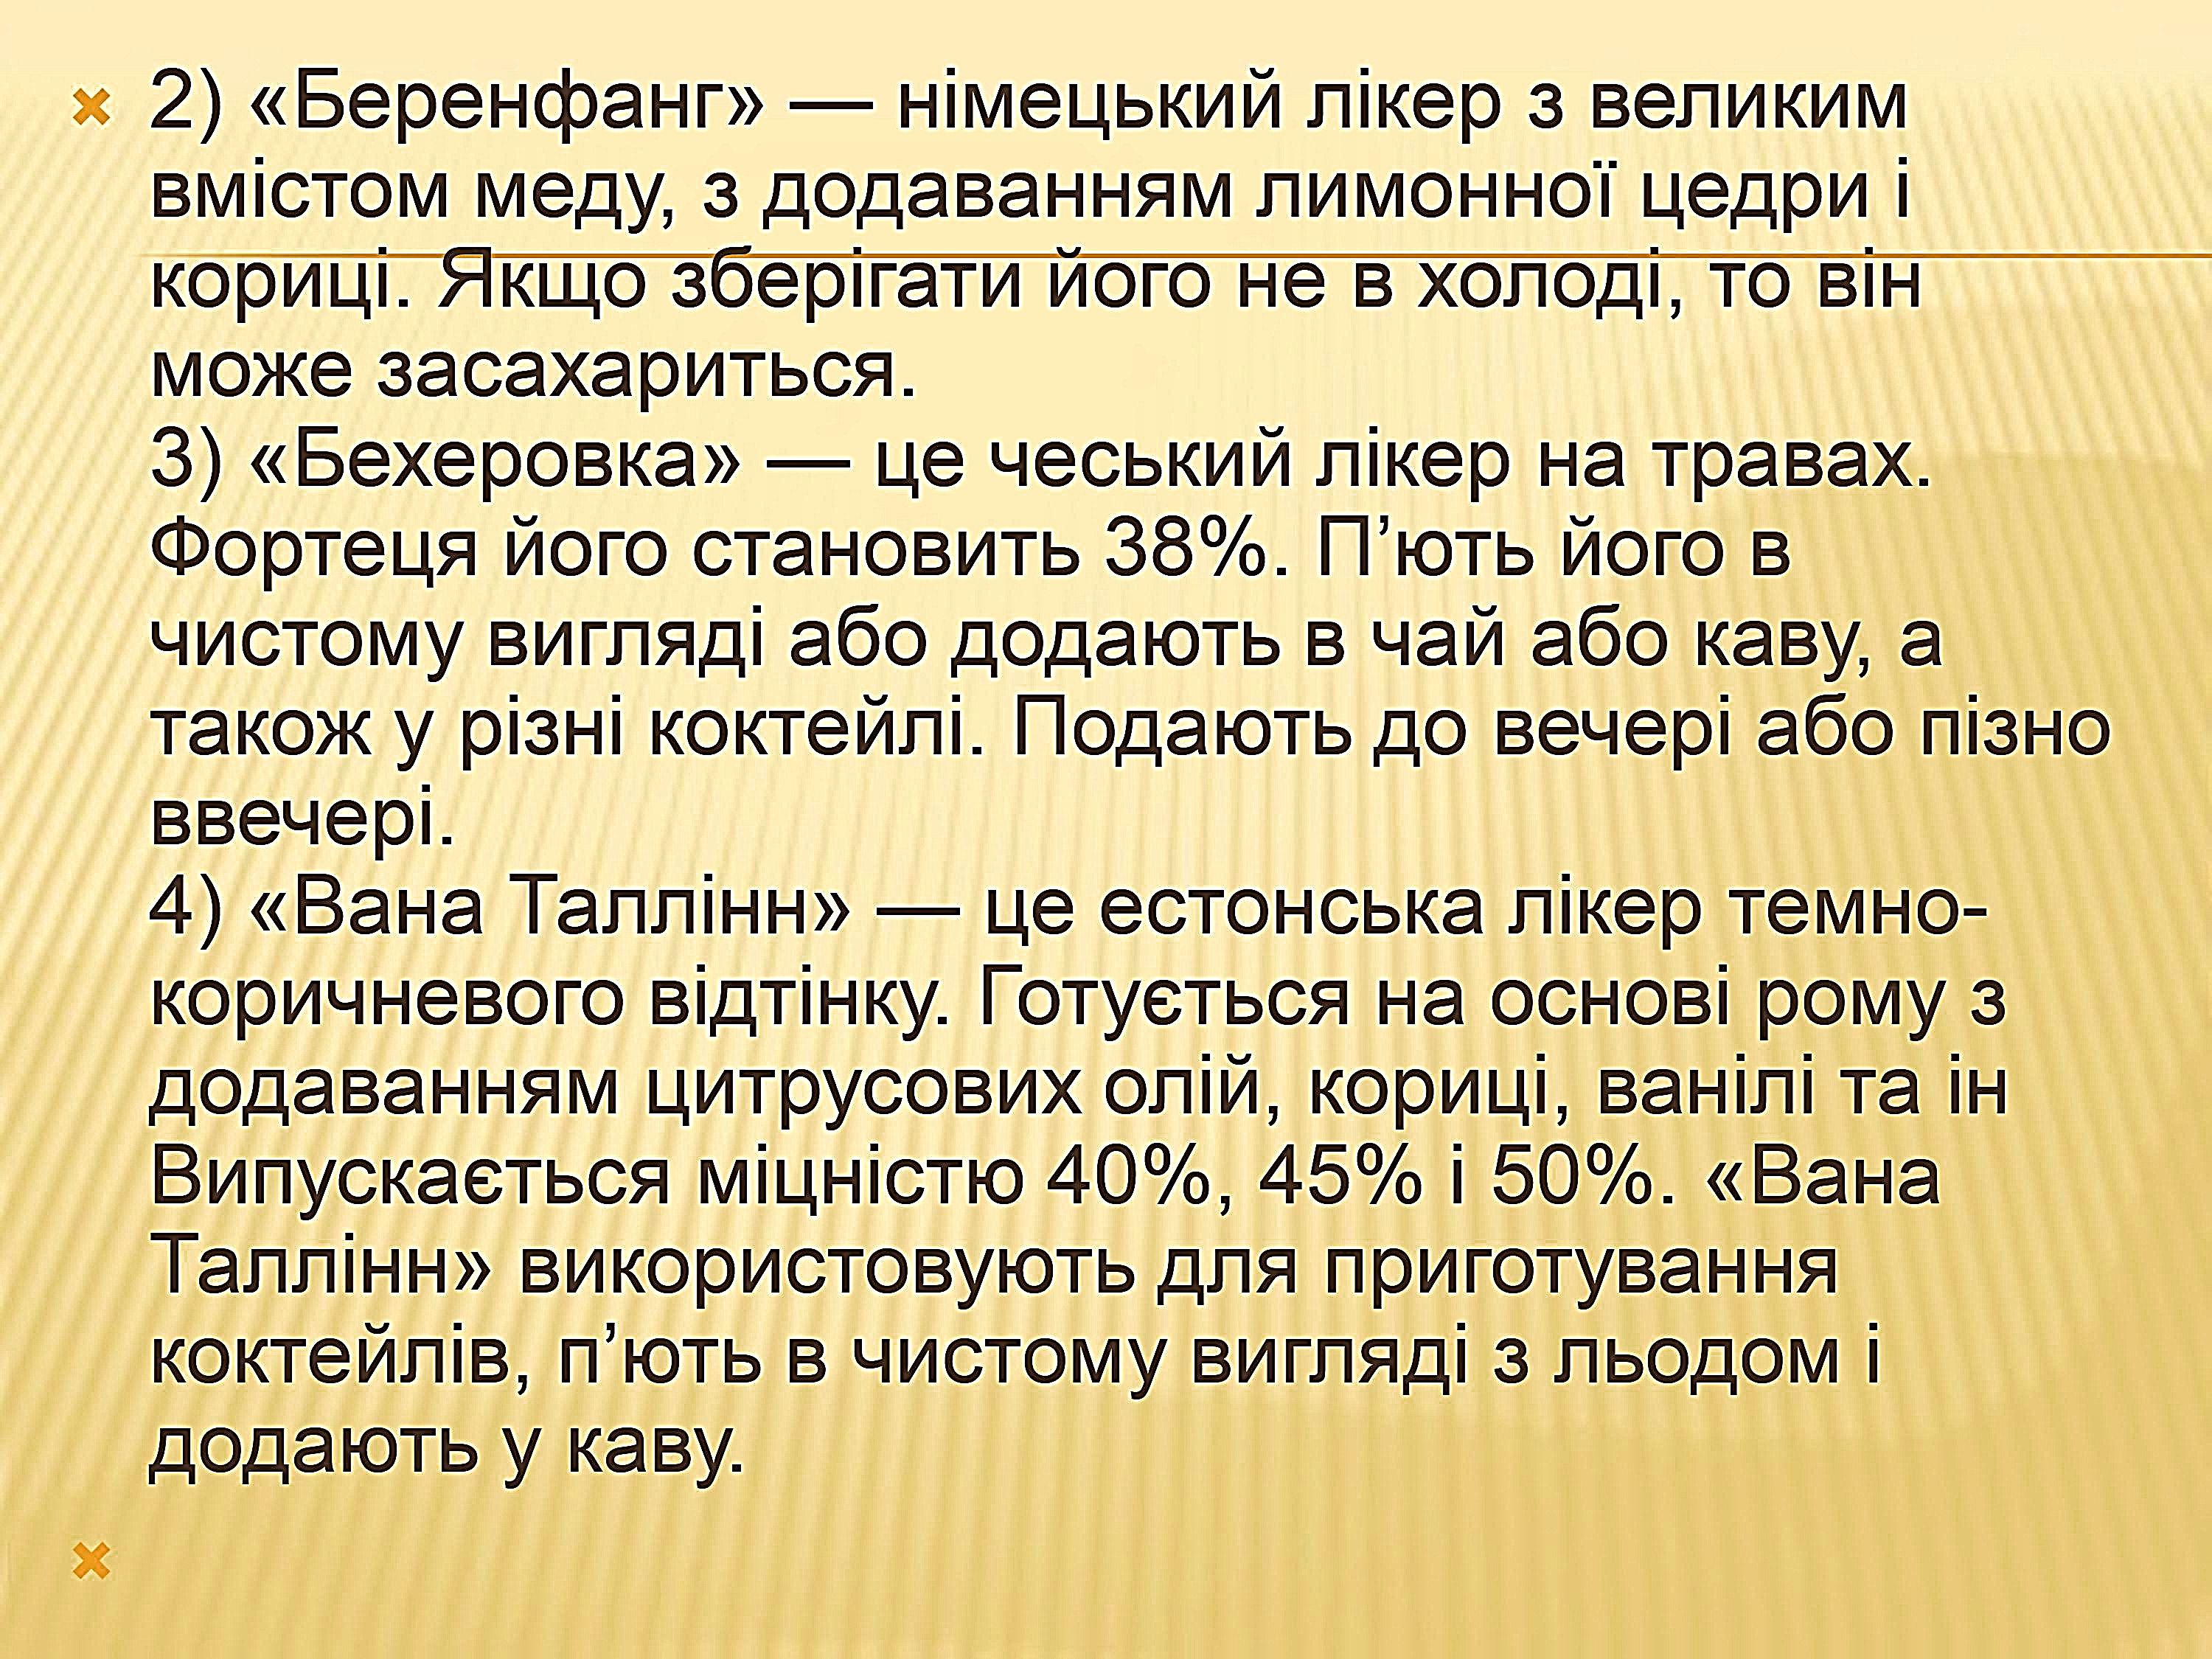 2) «Беренфанг» — німецький лікер з великим
вмістом меду, з додаванням лимонної цедри і
кориці. Якщо зберігати його не в холоді, то він
може засахариться.
3) «Бехеровка» — це чеський лікер на травах.
Фортеця його становить 38%. П’ють його в
чистому вигляді або додають в чай або каву, а
також у різні коктейлі. Подають до вечері або пізно
ввечері.
4) «Вана Таллінн» — це естонська лікер темно-
коричневого відтінку. Готується на основі рому з
додаванням цитрусових олій, кориці, ванілі та ін
Випускається міцністю 40%, 45% і 50%. «Вана
Таллінн» використовують для приготування
коктейлів, п’ють в чистому вигляді з льодом і
додають у каву.